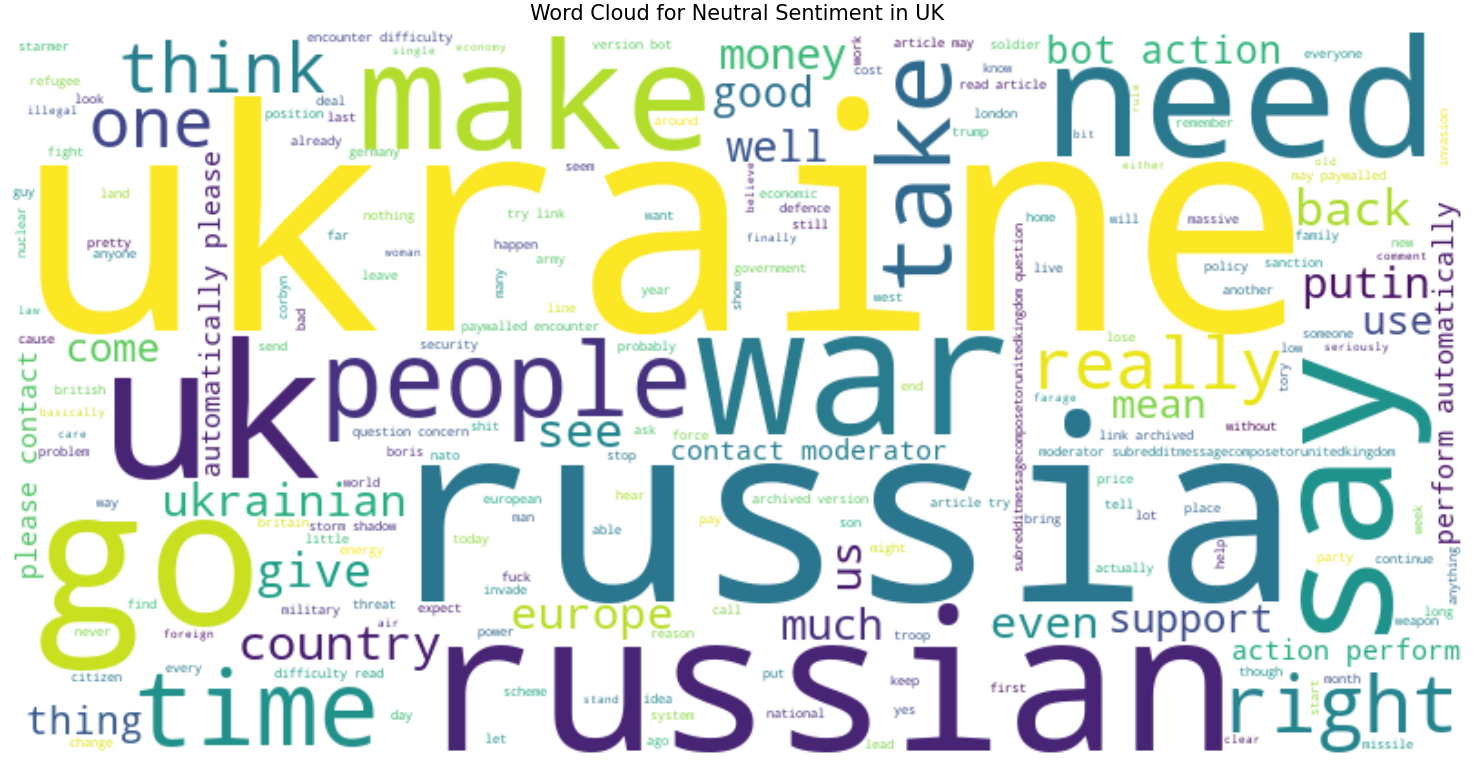 Word Cloud for Neutral Sentiment in UK
starmer
encounter difficulty
single
economy
version bot
money
work
article may
soldier
bot action
everyone
think
make
need
refugee
look
illegal
one
position
deal
last
already
good
cost
know
read article
london
rule
remember
fight
germany
around
well
take
trump
bit
either
old
invasion
may paywalled
ukraine
guy
land
seem
believe
economic
defence
still
back
nuclear
pretty
anyone
automatically please
nothing
far
try link
want
finally
home
will
massive
family
new
comment
happen
woman
army
many
leave
government
west
live
policy
sanction
another
putin
perform automatically
law
corbyn
bad
line
year
show
paywalled encounter
use
cause
come
send
security
probably
war
really
lose
someone
low
seriously
tory
uk
people
please contact
british
basically
care
problem
end
farage
mean
say
question concern
shit
see
ask
force
link archived
without
boris
nato
stop
contact moderator
subredditmessagecomposetorunitedkingdom question
moderator subredditmessagecomposetorunitedkingdom
world
ukrainian
russia
way
go
britain
storm shadow
little
energy
european
man
hear
archived version
article try
price
tell
lot
place
bring
week
today
able
pay
son
might
us
help
party
continue
anything
give
fuck
invade
actually
find
military
threat
expect
air
europe
call
much
troop
even
support
long
weapon
never
foreign
country
power
reason
russian
action perform
citizen
every
difficulty read
scheme
put
keep
first
though
month
time
stand
idea
start
right
thing
day
system
national
yes
change
let
ago
lead
clear
missile